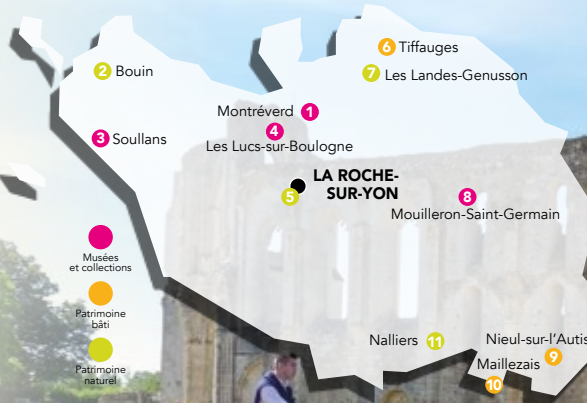 6 Tiffauges
2 Bouin
7 Les Landes-Genusson
Montréverd 1
4
3 Soullans
Les Lucs-sur-Boulogne
LA ROCHE-
SUR-YON
5
8
Mouilleron-Saint-Germain
Musées
et collections
Patrimoine
bâti
Patrimoine
naturel
Nalliers 11
Nieul-sur-l'Autis
9
Maillezais
10